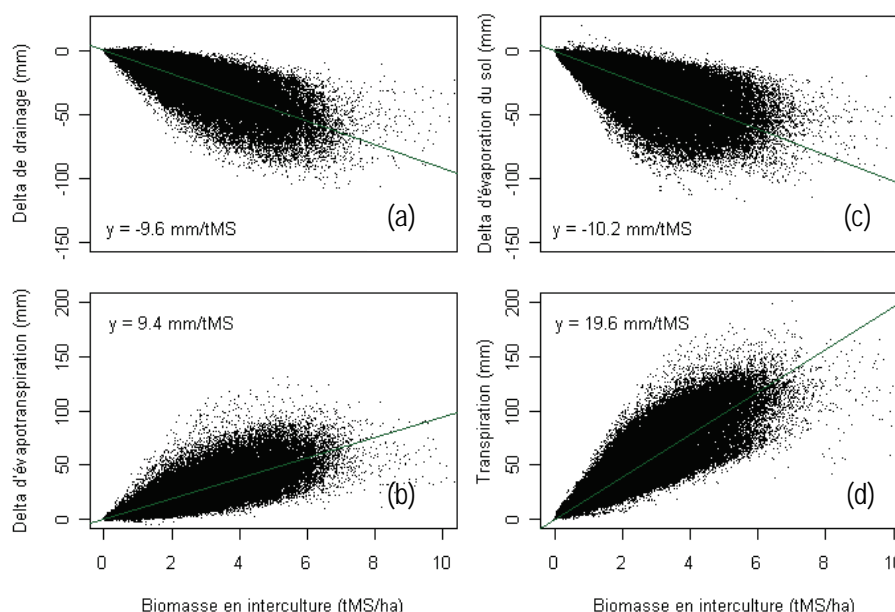 Delta de drainage (mm)
0
-50
-100
-150
y = -9.6 mm/tMS
(a)
Delta d'évaporation du sol (mm)
0
-50
-100
-150
y = -10.2 mm/tMS
(c)
Delta d'évapotranspiration (mm)
200
150
100
50
0
y = 9.4 mm/tMS
(b)
0 2 4 6 8 10
Biomasse en interculture (tMS/ha)
Transpiration (mm)
200
150
100
50
0
y = 19.6 mm/tMS
(d)
0 2 4 6 8 10
Biomasse en interculture (tMS/ha)